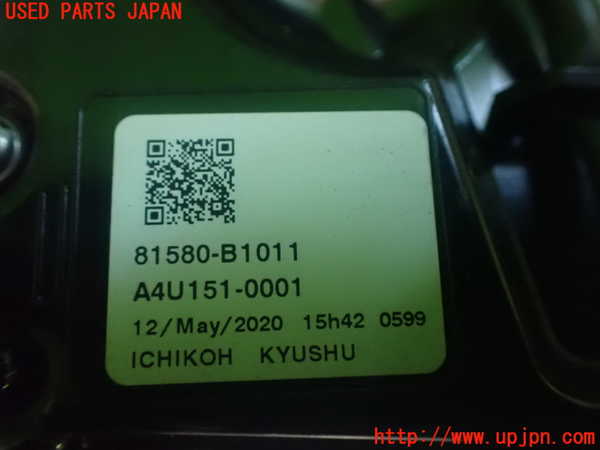 USED PARTS JAPAN
81580-B1011
A4U151-0001
12/May/2020 15h42 0599
ICHIKOH KYUSHU
http://www.upjpn.com/